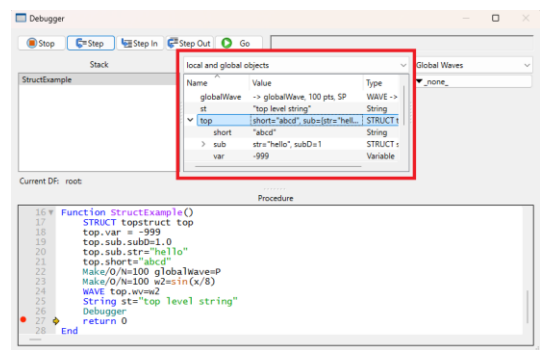 Debugger
Stop Step Step In Step Out Go
Stack
StructExample
local and global objects
Name Value Type
globalWave -> globalWave, 100 pts, SP WAVE ->
st "top level string" String
top short="abcd", sub={str="hell... STRUCT t
short "abcd" String
sub str="hello", subD=1 STRUCT s
var -999 Variable
Global Waves
_none_
Current DF: root:
Procedure
16 Function StructExample()
17 STRUCT topstruct top
18 top.var = -999
19 top.sub.subD=1.0
20 top.sub.str="hello"
21 top.short="abcd"
22 Make/O/N=100 globalWave=P
23 Make/O/N=100 w2=sin(x/8)
24 WAVE top.wv=w2
25 String st="top level string"
26 Debugger
27 return 0
28 End